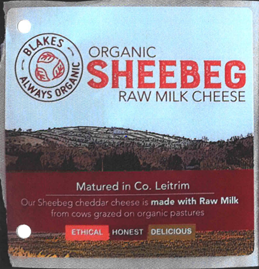 BLAKES
ALWAYS ORGANIC
ORGANIC
SHEEBEG
RAW MILK CHEESE
Matured in Co. Leitrim
Our Sheebeg cheddar cheese is made with Raw Milk
from cows grazed on organic pastures
ETHICAL HONEST DELICIOUS